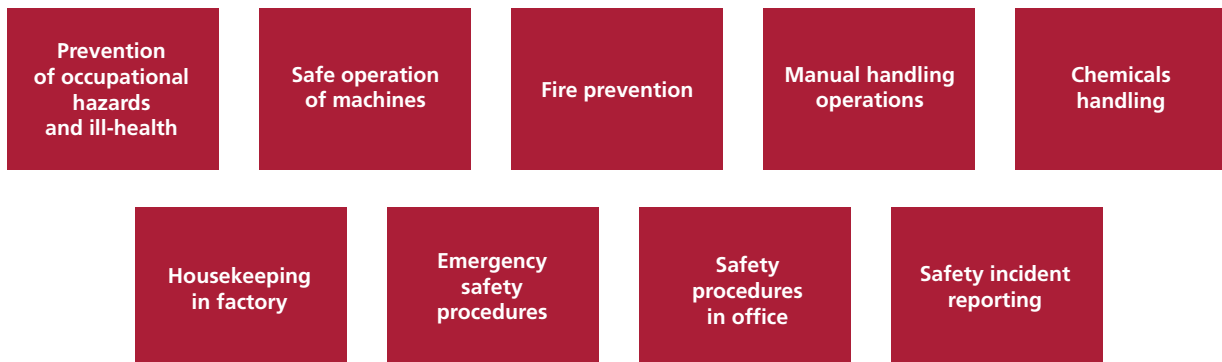 Prevention
of occupational
hazards
and ill-health
Safe operation
of machines
Fire prevention
Manual handling
operations
Chemicals
handling
Housekeeping
in factory
Emergency
safety
procedures
Safety
procedures
in office
Safety incident
reporting